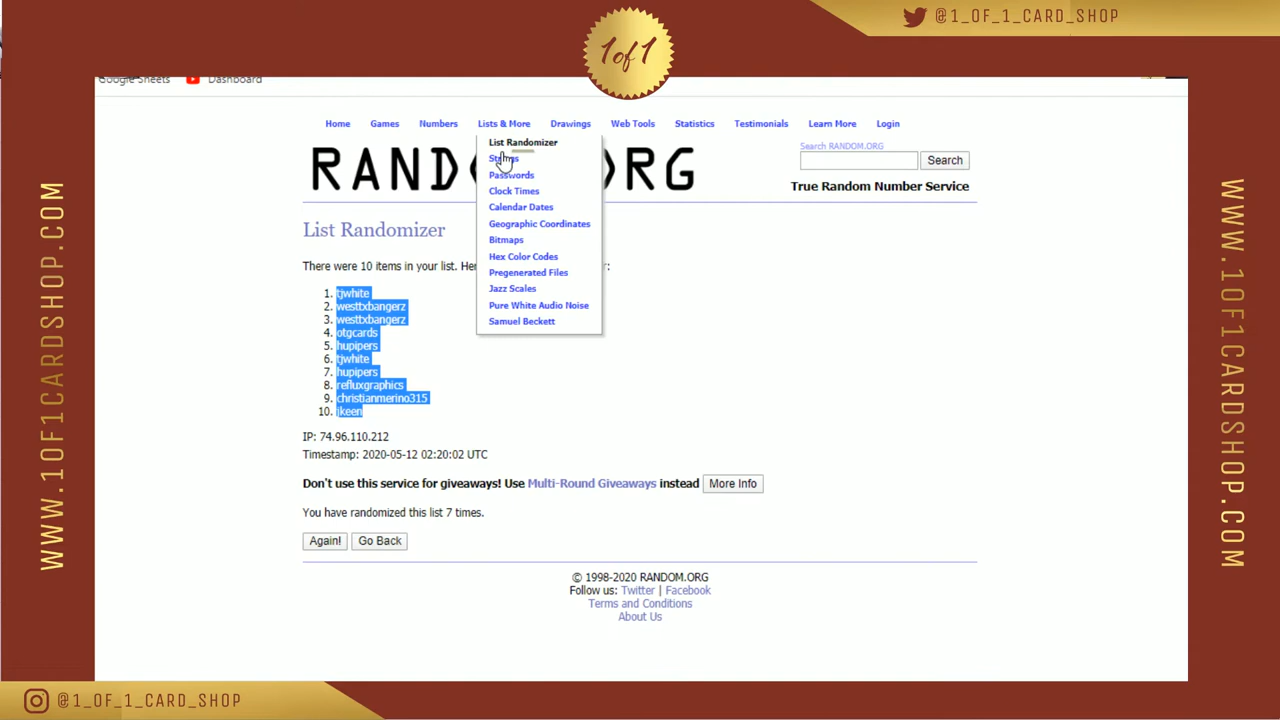 @1_OF_1_CARD_SHOP
1 of 1
Google Sheets Dashboard
Home Games Numbers Lists & More Drawings Web Tools Statistics Testimonials Learn More Login
List Randomizer
Strings
Passwords
Clock Times
Calendar Dates
Geographic Coordinates
Bitmaps
Hex Color Codes
Pregenerated Files
Jazz Scales
Pure White Audio Noise
Samuel Beckett
Search RANDOM.ORG
Search
True Random Number Service
List Randomizer
There were 10 items in your list.
1. tjwhite
2. westtxbangerz
3. westtxbangerz
4. otgcards
5. hupipers
6. tjwhite
7. hupipers
8. refluxgraphics
9. christianmerino315
10. jkeen
IP: 74.96.110.212
Timestamp: 2020-05-12 02:20:02 UTC
Don't use this service for giveaways! Use Multi-Round Giveaways instead More Info
You have randomized this list 7 times.
Again! Go Back
© 1998-2020 RANDOM.ORG
Follow us: Twitter | Facebook
Terms and Conditions
About Us
WWW.1OF1CARDSHOP.COM
WWW.1OF1CARDSHOP.COM
@1_OF_1_CARD_SHOP